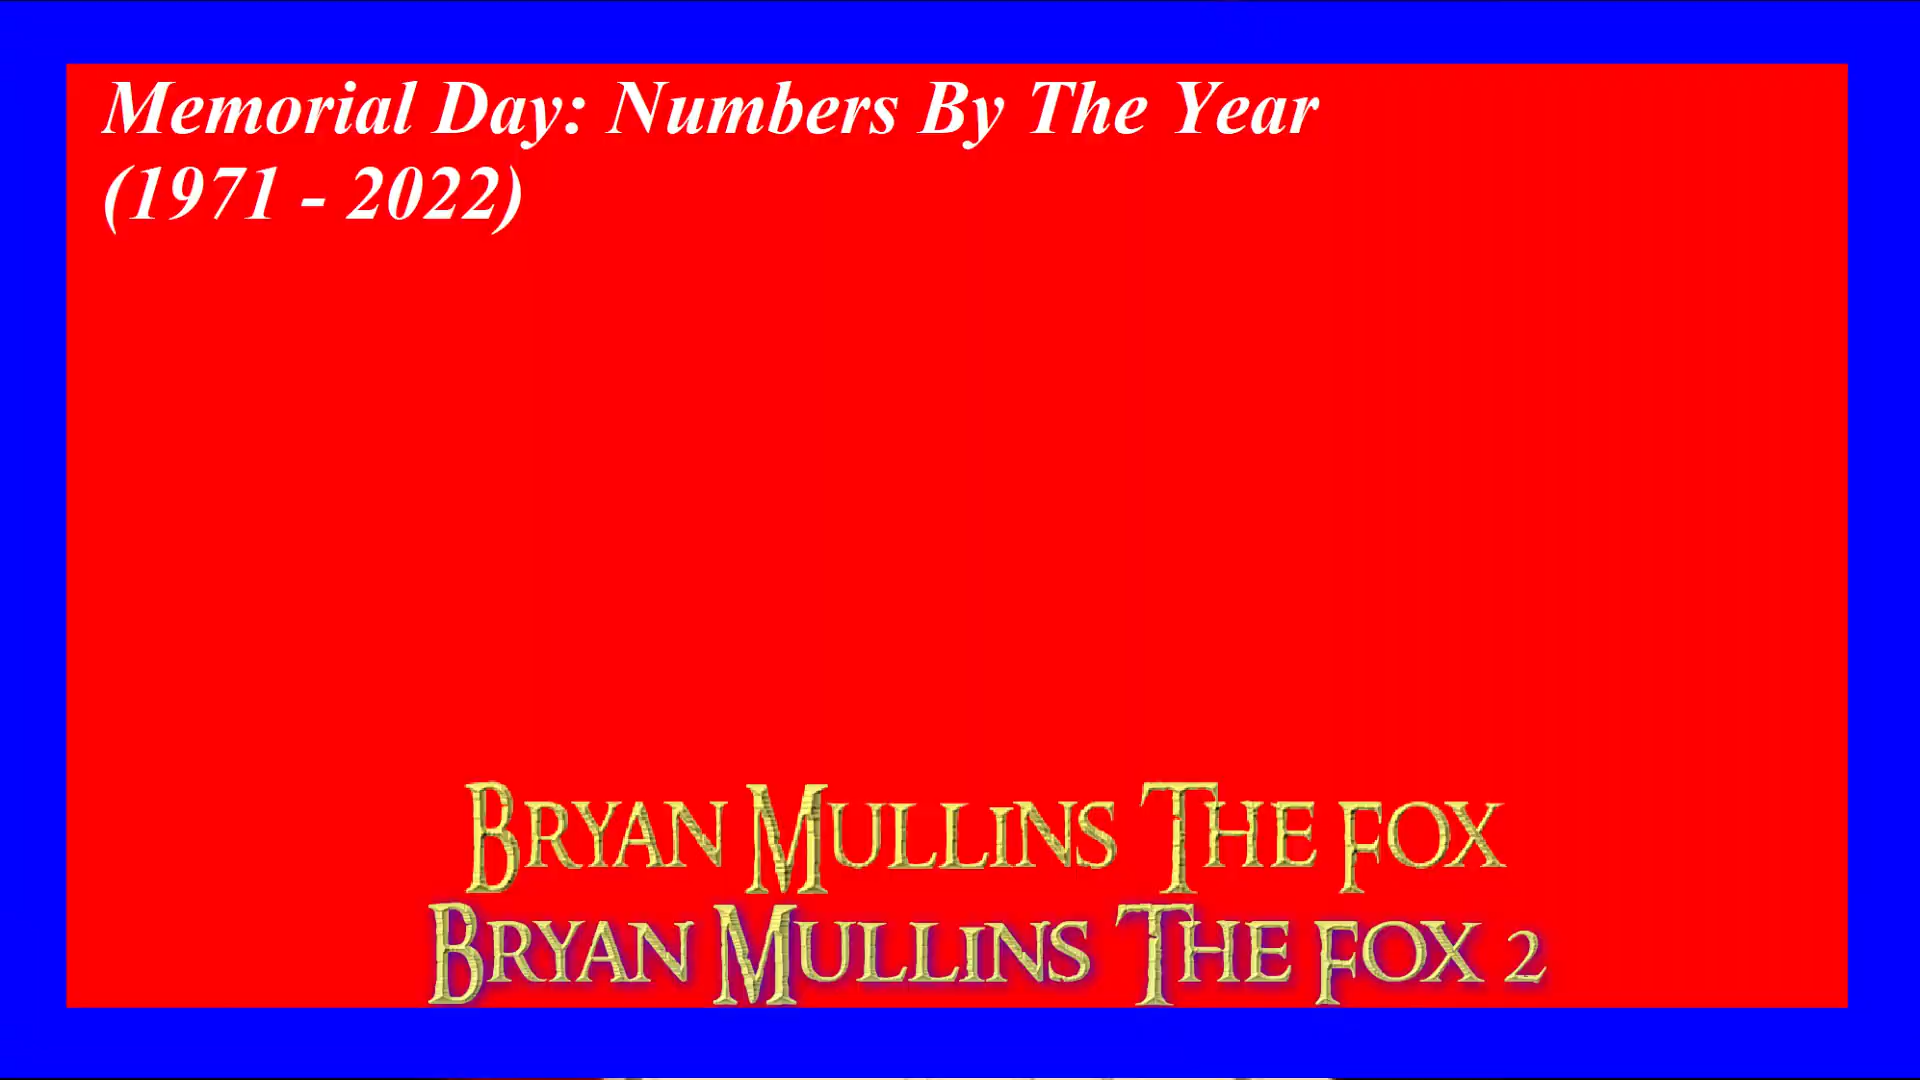 Memorial Day: Numbers By The Year
(1971 - 2022)
Bryan Mullins The Fox
Bryan Mullins The Fox 2